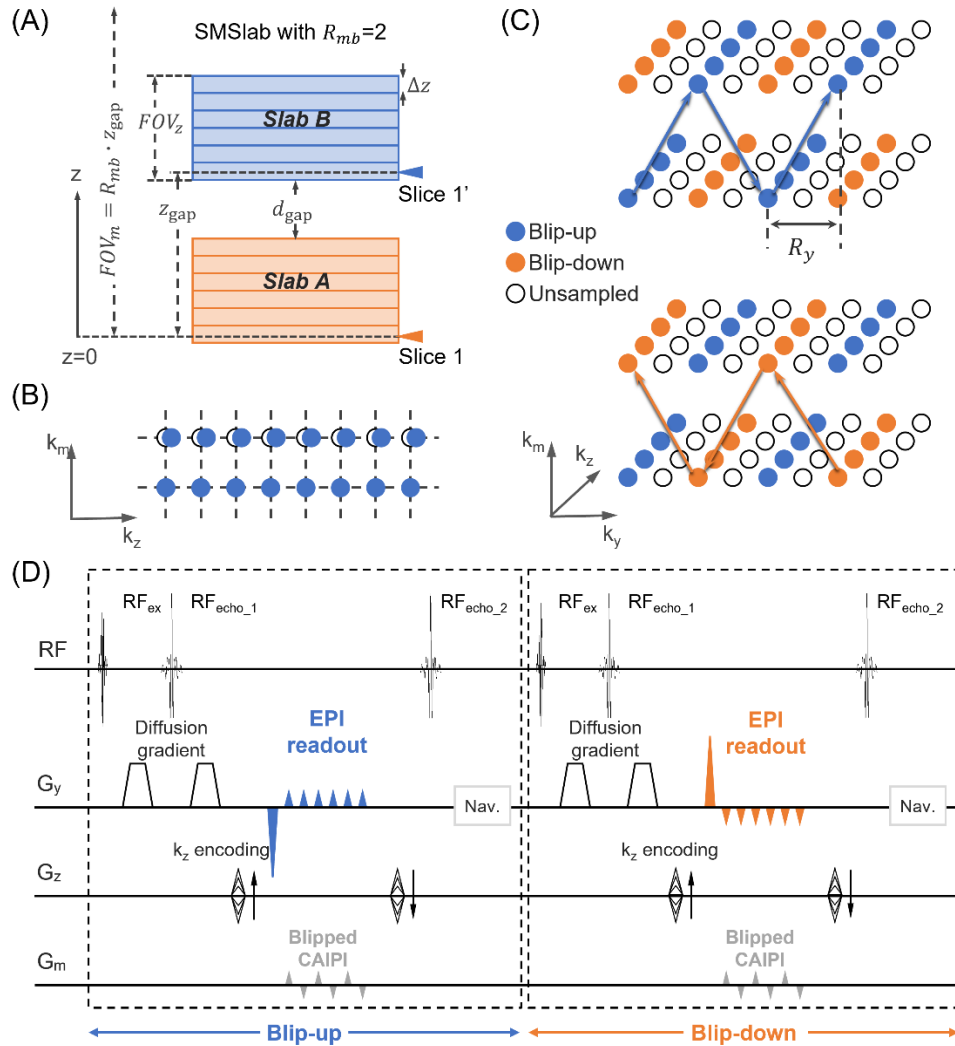 (A)
SMSlab with R_mb=2
Δz
FOV_z
Slab B
Slice 1'
z
FOV_m = R_mb · z_gap
z_gap
d_gap
Slab A
z=0
Slice 1
(B)
k_m
k_z
(C)
R_y
Blip-up
Blip-down
Unsampled
k_m
k_z
k_y
(D)
RF_ex
RF_echo_1
RF_echo_2
RF_ex
RF_echo_1
RF_echo_2
RF
Diffusion
gradient
EPI
readout
Diffusion
gradient
EPI
readout
G_y
Nav.
Nav.
k_z encoding
k_z encoding
G_z
Blipped
CAIPI
Blipped
CAIPI
G_m
Blip-up
Blip-down